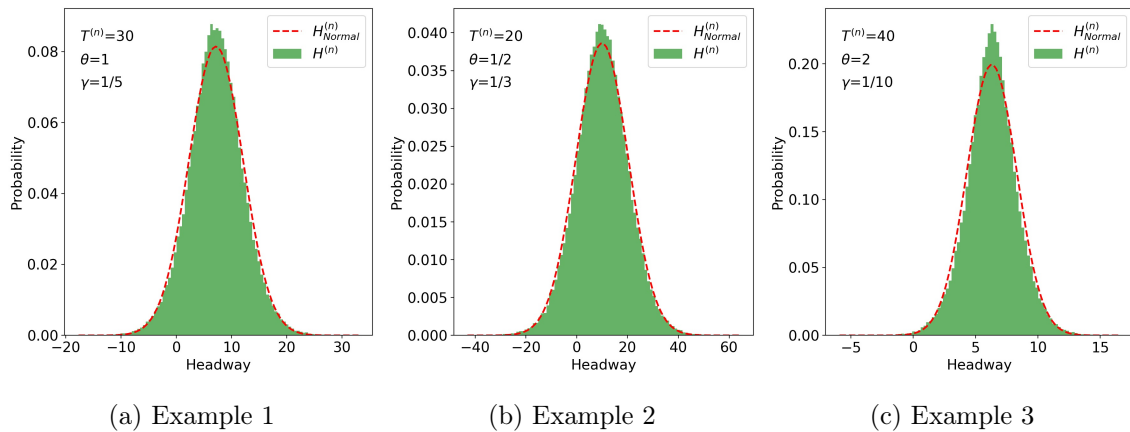 T^(n)=30
θ=1
γ=1/5
H_Normal^(n)
H^(n)
Probability
0.08
0.06
0.04
0.02
0.00
−20 −10 0 10 20 30
Headway
(a) Example 1
T^(n)=20
θ=1/2
γ=1/3
H_Normal^(n)
H^(n)
Probability
0.040
0.035
0.030
0.025
0.020
0.015
0.010
0.005
0.000
−40 −20 0 20 40 60
Headway
(b) Example 2
T^(n)=40
θ=2
γ=1/10
H_Normal^(n)
H^(n)
Probability
0.20
0.15
0.10
0.05
0.00
−5 0 5 10 15
Headway
(c) Example 3